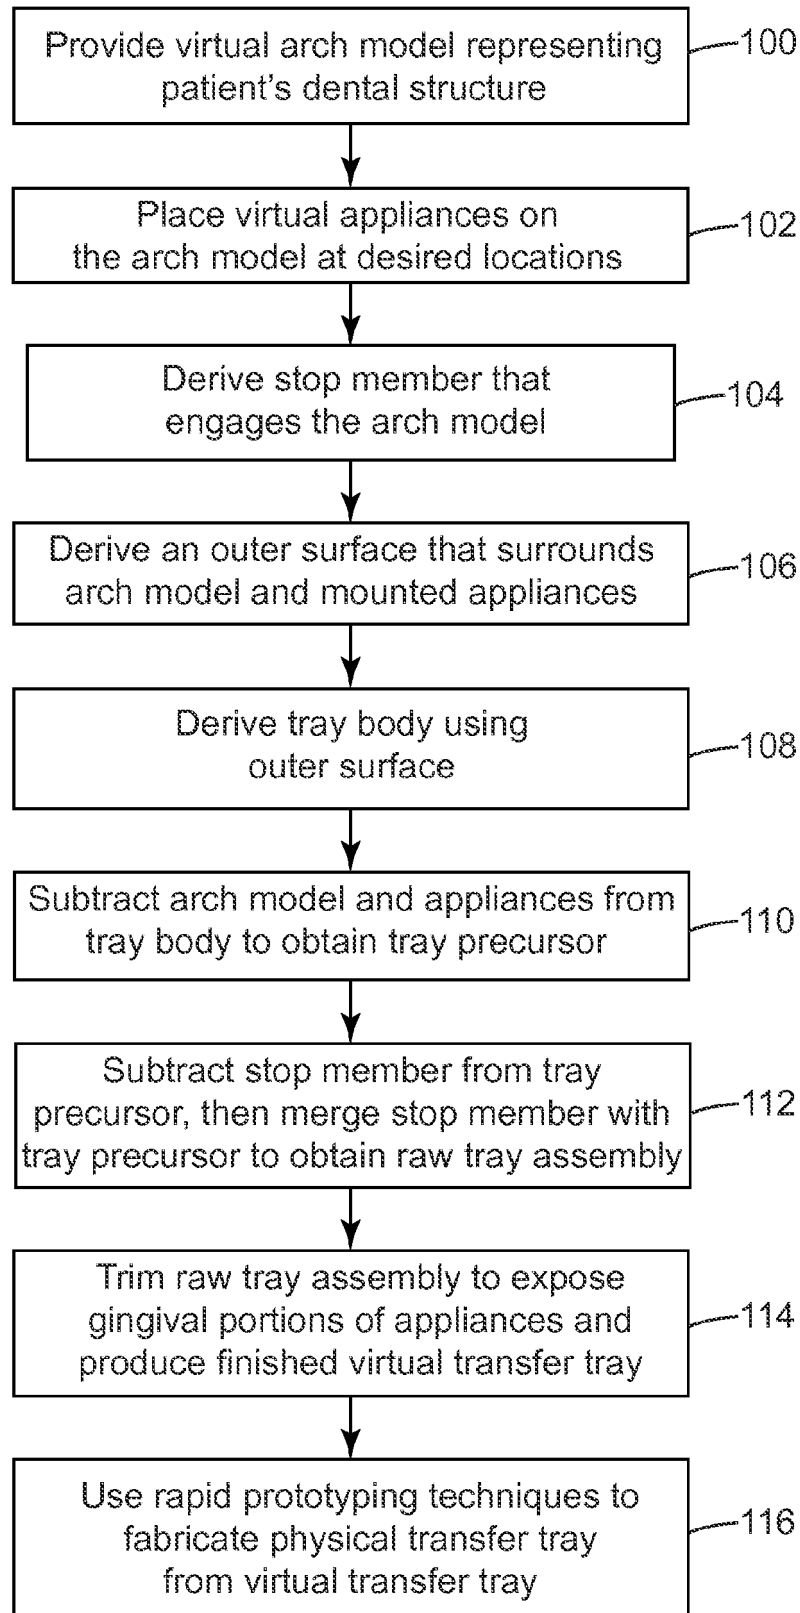 Provide virtual arch model representing
patient's dental structure
100
Place virtual appliances on
the arch model at desired locations
102
Derive stop member that
engages the arch model
104
Derive an outer surface that surrounds
arch model and mounted appliances
106
Derive tray body using
outer surface
108
Subtract arch model and appliances from
tray body to obtain tray precursor
110
Subtract stop member from tray
precursor, then merge stop member with
tray precursor to obtain raw tray assembly
112
Trim raw tray assembly to expose
gingival portions of appliances and
produce finished virtual transfer tray
114
Use rapid prototyping techniques to
fabricate physical transfer tray
from virtual transfer tray
116